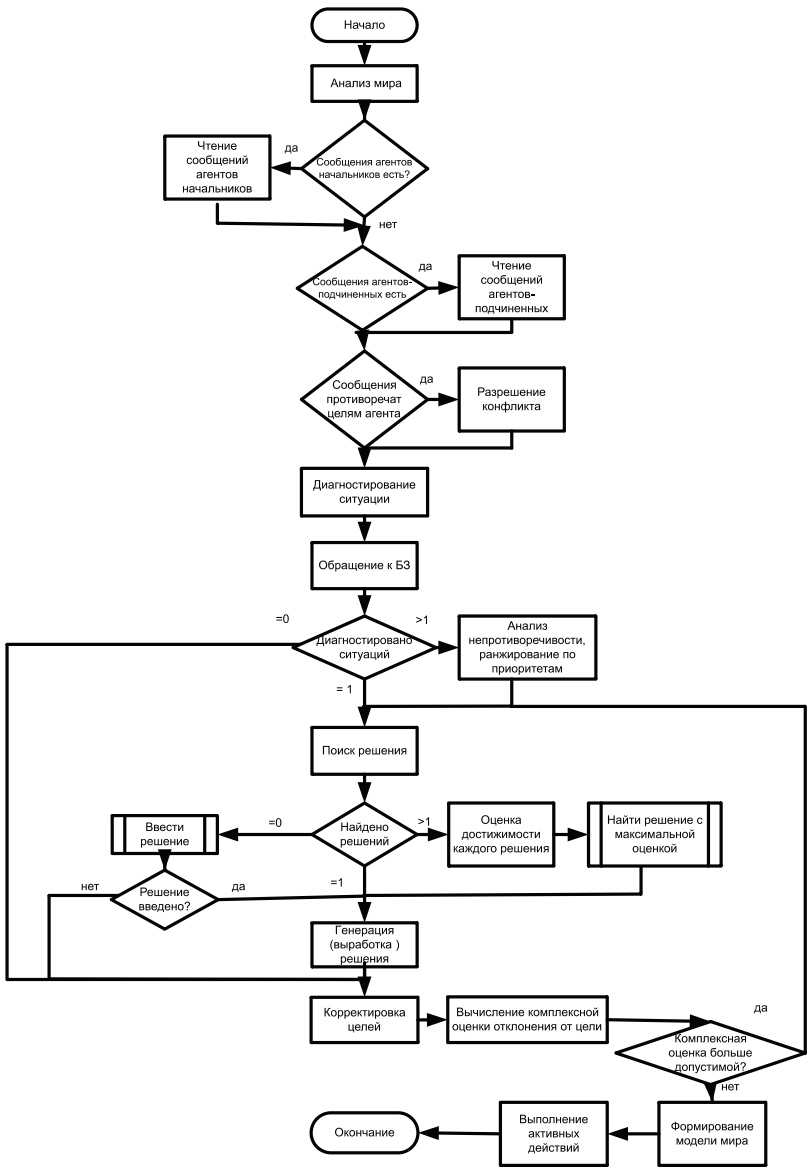 Начало
Анализ мира
да
Сообщения агентов
начальников есть?
Чтение
сообщений
агентов
начальников
нет
Сообщения агентов-
подчиненных есть
да
Чтение
сообщений
агентов-
подчиненных
Сообщения
противоречат
целям агента
да
Разрешение
конфликта
Диагностирование
ситуации
Обращение к БЗ
=0
Диагностировано
ситуаций
>1
Анализ
непротиворечивости,
ранжирование по
приоритетам
= 1
Поиск решения
Ввести
решение
=0
Найдено
решений
>1
Оценка
достижимости
каждого решения
Найти решение с
максимальной
оценкой
нет
Решение
введено?
да
=1
Генерация
(выработка )
решения
Корректировка
целей
Вычисление комплексной
оценки отклонения от цели
да
Комплексная
оценка больше
допустимой?
нет
Окончание
Выполнение
активных
действий
Формирование
модели мира